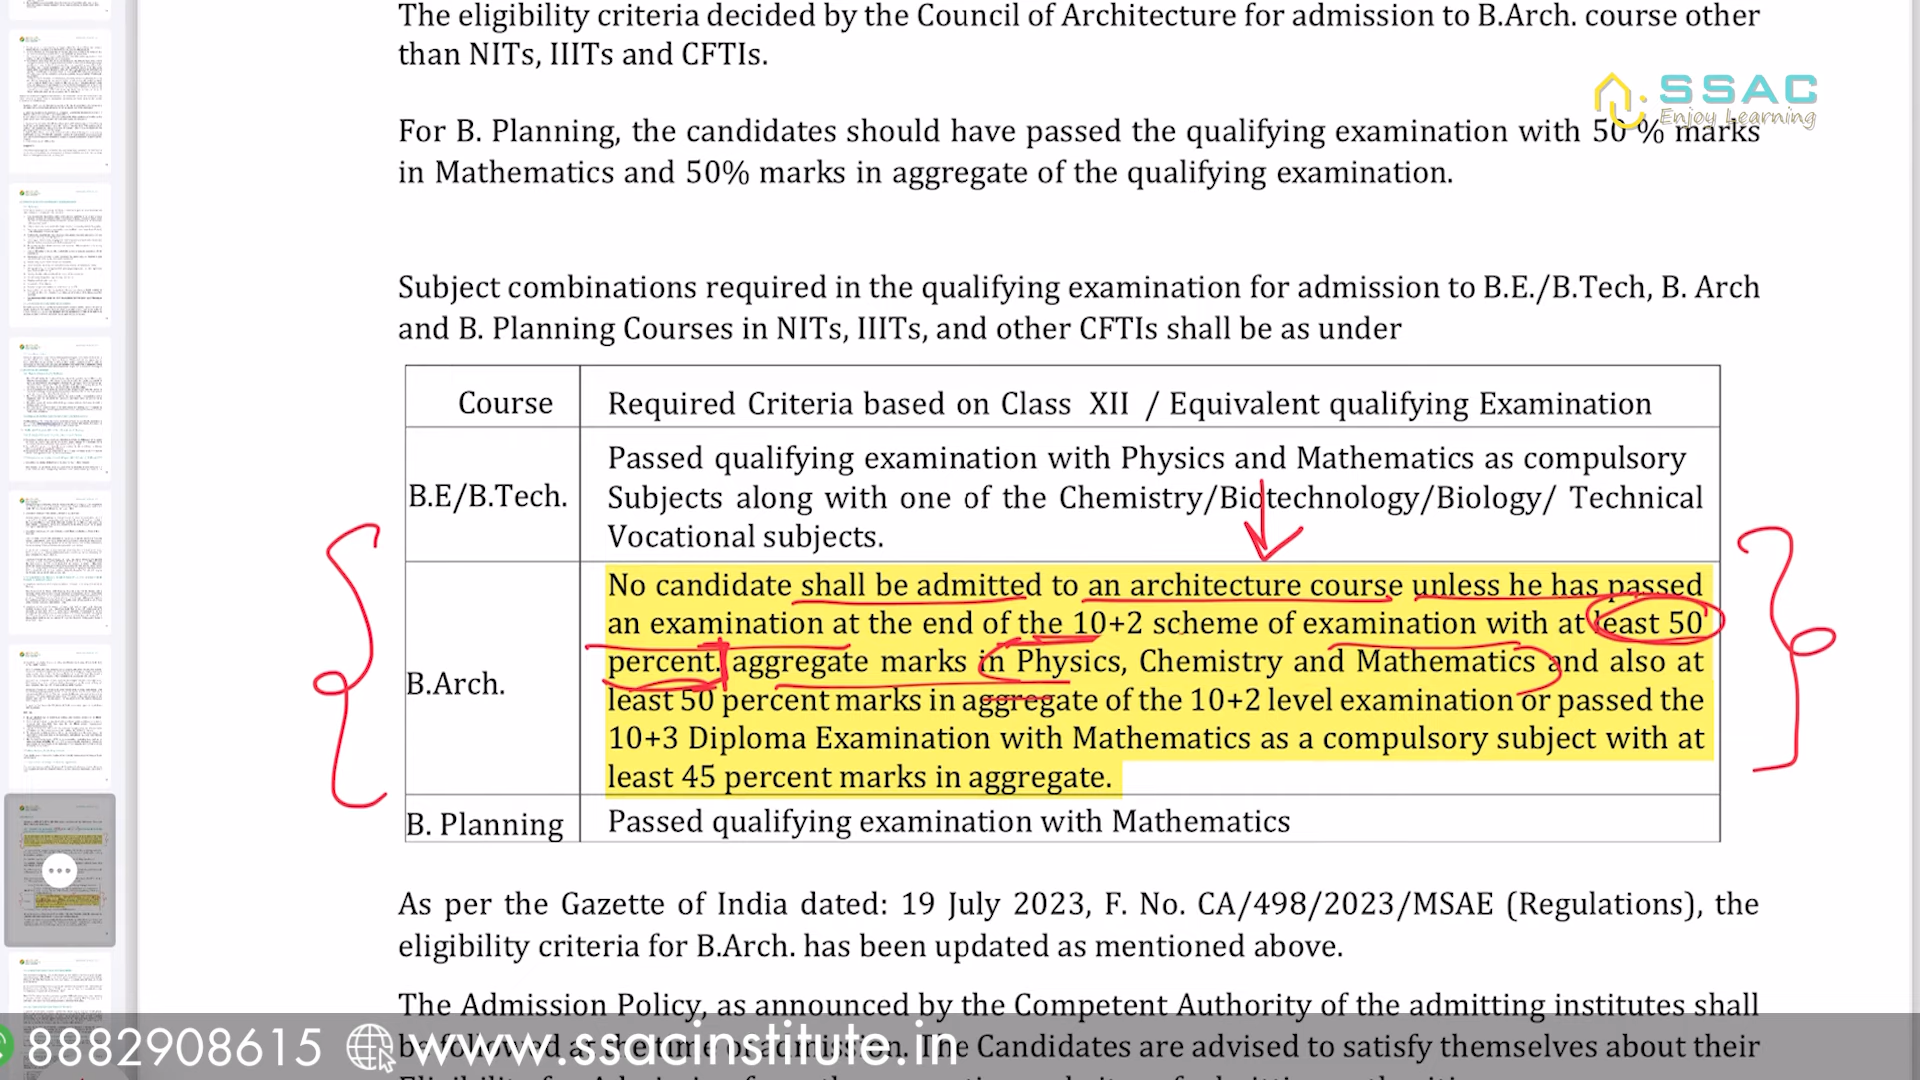 The eligibility criteria decided by the Council of Architecture for admission to B.Arch. course other
than NITs, IIITs and CFTIs.
SSAC
Enjoy Learning
For B. Planning, the candidates should have passed the qualifying examination with 50 % marks
in Mathematics and 50% marks in aggregate of the qualifying examination.
Subject combinations required in the qualifying examination for admission to B.E./B.Tech, B. Arch
and B. Planning Courses in NITs, IIITs, and other CFTIs shall be as under
Course
Required Criteria based on Class XII / Equivalent qualifying Examination
B.E/B.Tech.
Passed qualifying examination with Physics and Mathematics as compulsory
Subjects along with one of the Chemistry/Biotechnology/Biology/ Technical
Vocational subjects.
B.Arch.
No candidate shall be admitted to an architecture course unless he has passed
an examination at the end of the 10+2 scheme of examination with at least 50
percent aggregate marks in Physics, Chemistry and Mathematics and also at
least 50 percent marks in aggregate of the 10+2 level examination or passed the
10+3 Diploma Examination with Mathematics as a compulsory subject with at
least 45 percent marks in aggregate.
B. Planning
Passed qualifying examination with Mathematics
As per the Gazette of India dated: 19 July 2023, F. No. CA/498/2023/MSAE (Regulations), the
eligibility criteria for B.Arch. has been updated as mentioned above.
The Admission Policy, as announced by the Competent Authority of the admitting institutes shall
be followed at the time of admission. The Candidates are advised to satisfy themselves about their
8882908615 www.ssacinstitute.in